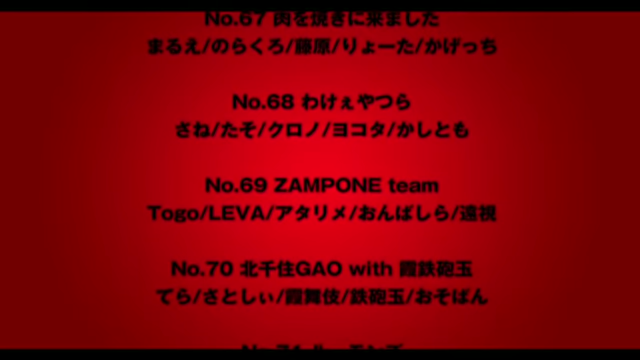 No.67 肉を焼きに来ました
まるえ/のらくろ/藤原/りょーた/かげっち
No.68 わけぇやつら
さね/たそ/クロノ/ヨコタ/かしとも
No.69 ZAMPONE team
Togo/LEVA/アタリメ/おんばしら/遠視
No.70 北千住GAO with 霞鉄砲玉
てら/さとしぃ/霞舞伎/鉄砲玉/おそぱん